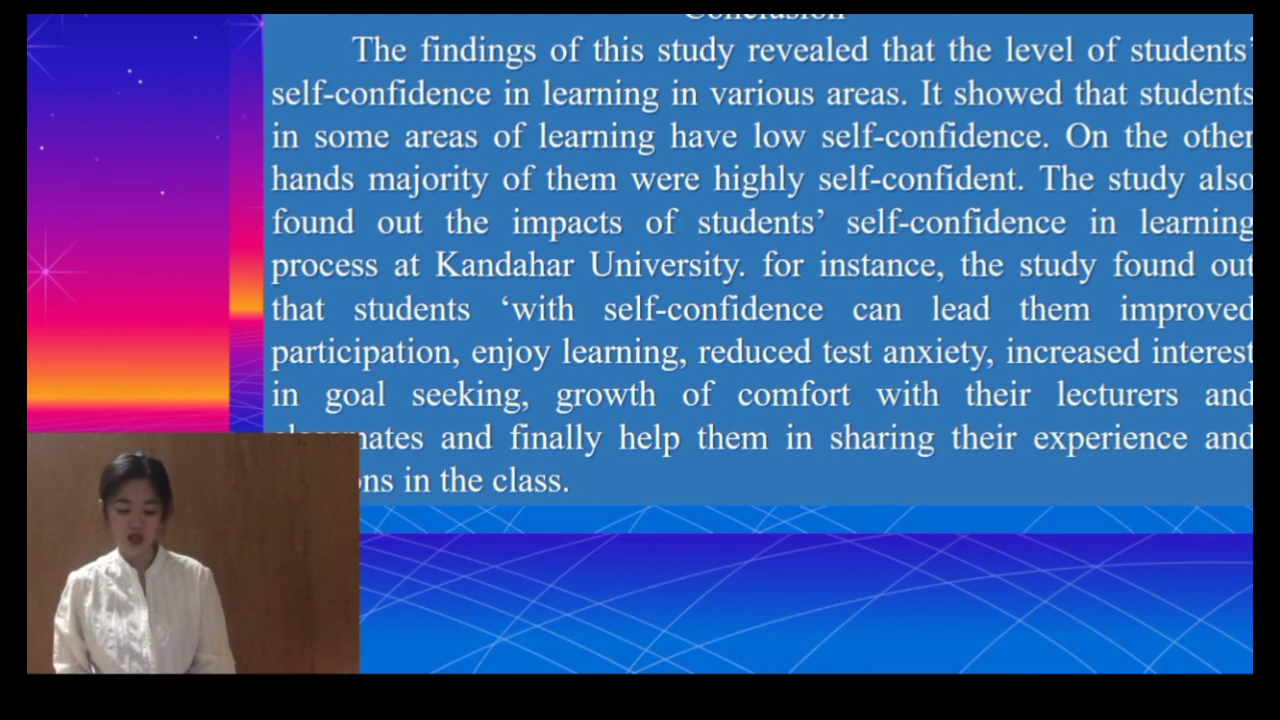 Conclusion
The findings of this study revealed that the level of students’
self-confidence in learning in various areas. It showed that students
in some areas of learning have low self-confidence. On the other
hands majority of them were highly self-confident. The study also
found out the impacts of students’ self-confidence in learning
process at Kandahar University. for instance, the study found out
that students ‘with self-confidence can lead them improved
participation, enjoy learning, reduced test anxiety, increased interest
in goal seeking, growth of comfort with their lecturers and
and finally help them in sharing their experience and
in the class.